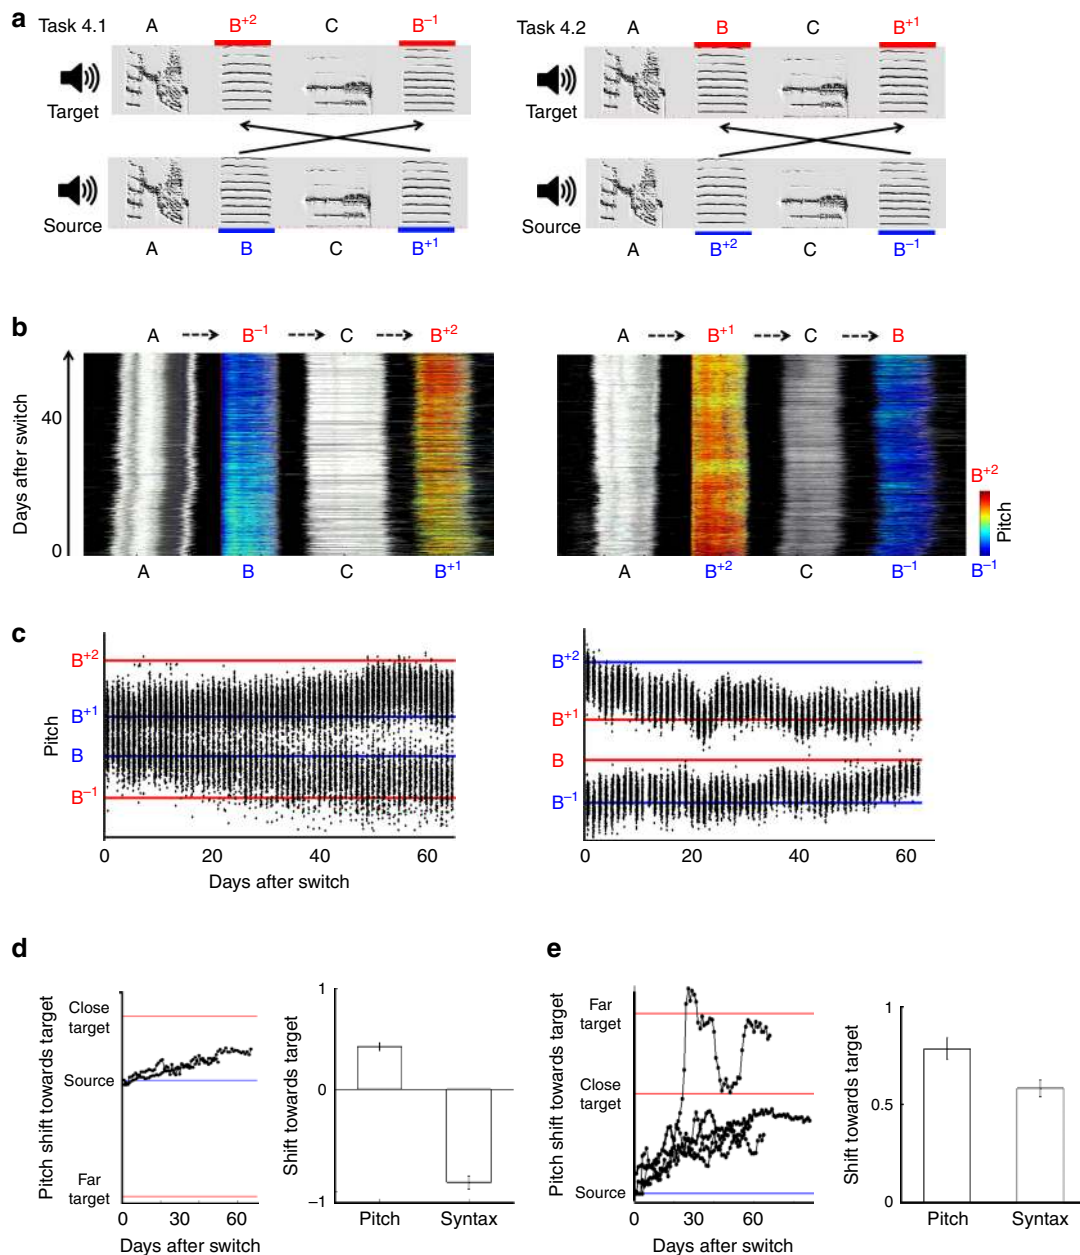 a
Task 4.1 A B+2 C B−1
Target
Source
A B C B+1
Task 4.2 A B C B+1
Target
Source
A B+2 C B−1
b
A B−1 C B+2
Days after switch
40
0
A B C B+1
A B+1 C B
A B+2 C B−1
B+2
Pitch
B−1
c
Pitch
B+2
B+1
B
B−1
0 20 40 60
Days after switch
B+2
B+1
B
B−1
0 20 40 60
d
Pitch shift towards target
Close
target
Source
Far
target
0 30 60
Days after switch
Shift towards target
1
0
−1
Pitch Syntax
e
Pitch shift towards target
Far
target
Close
target
Source
0 30 60
Days after switch
Shift towards target
1
0.5
0
Pitch Syntax